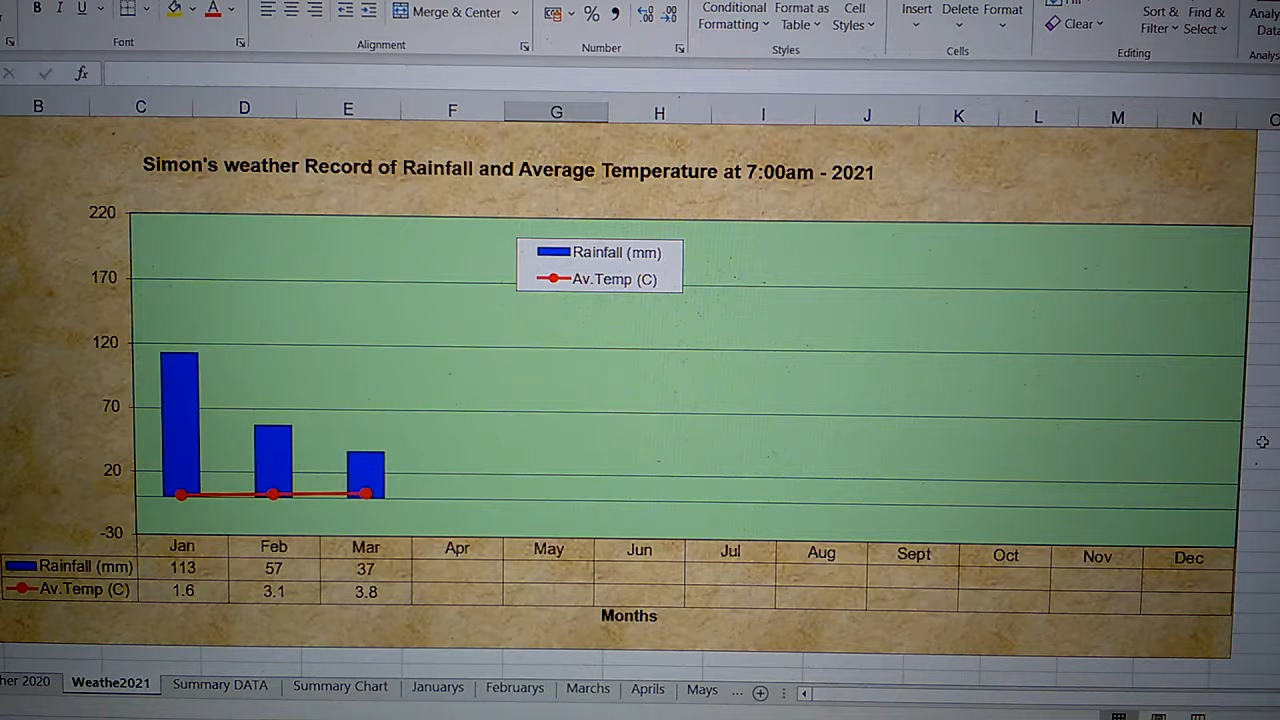 B I U A Merge & Center % , Conditional Format as Cell Insert Delete Format Sort & Find &
Formatting Table Styles Clear Filter Select
Font Alignment Number Styles Cells Editing
fx
B C D E F G H I J K L M N
Simon's weather Record of Rainfall and Average Temperature at 7:00am - 2021
220
Rainfall (mm)
Av.Temp (C)
170
120
70
20
-30
Jan Feb Mar Apr May Jun Jul Aug Sept Oct Nov Dec
Rainfall (mm) 113 57 37
Av.Temp (C) 1.6 3.1 3.8
Months
her 2020 Weathe2021 Summary DATA Summary Chart Januarys Februarys Marchs Aprils Mays ...